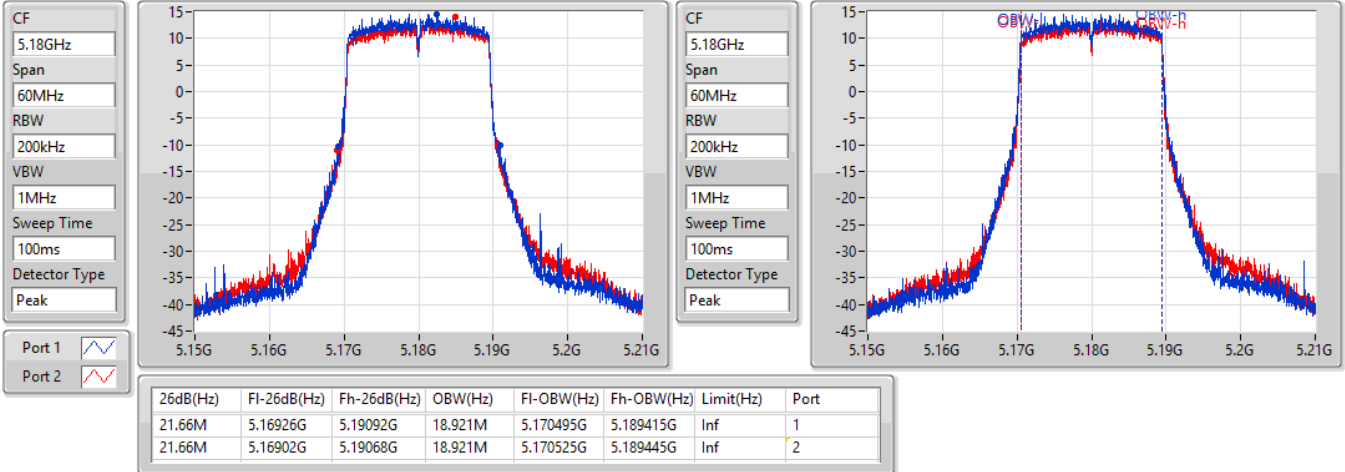 CF
5.18GHz
Span
60MHz
RBW
200kHz
VBW
1MHz
Sweep Time
100ms
Detector Type
Peak
Port 1
Port 2
15
10
5
0
-5
-10
-15
-20
-25
-30
-35
-40
-45
5.15G 5.16G 5.17G 5.18G 5.19G 5.2G 5.21G
CF
5.18GHz
Span
60MHz
RBW
200kHz
VBW
1MHz
Sweep Time
100ms
Detector Type
Peak
15
10
5
0
-5
-10
-15
-20
-25
-30
-35
-40
-45
OBW-l
OBW-h
OBW-h
5.15G 5.16G 5.17G 5.18G 5.19G 5.2G 5.21G
26dB(Hz) Fl-26dB(Hz) Fh-26dB(Hz) OBW(Hz) Fl-OBW(Hz) Fh-OBW(Hz) Limit(Hz) Port
21.66M 5.16926G 5.19092G 18.921M 5.170495G 5.189415G Inf 1
21.66M 5.16902G 5.19068G 18.921M 5.170525G 5.189445G Inf 2